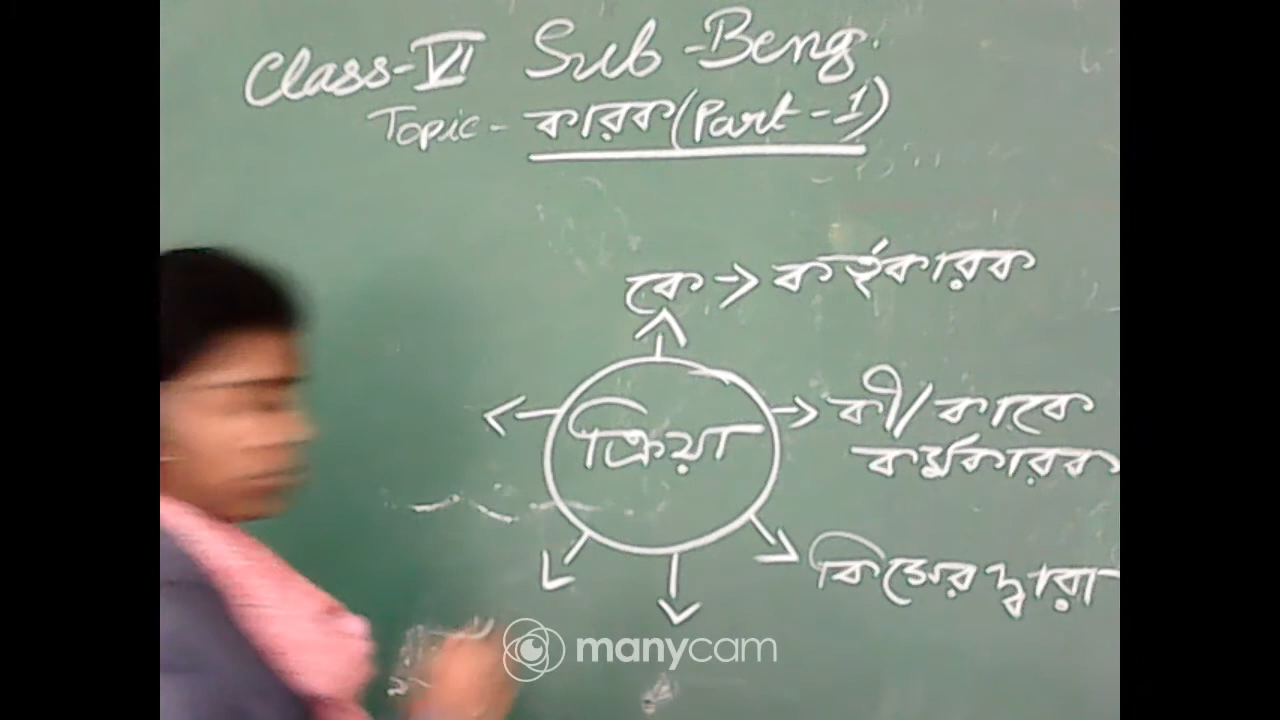 Class-VI Sub-Beng.
Topic- কারক (Part-1)
কে → কর্তৃকারক
ক্রিয়া
→ কী/কাকে
কর্মকারক
কিসের দ্বারা
manycam